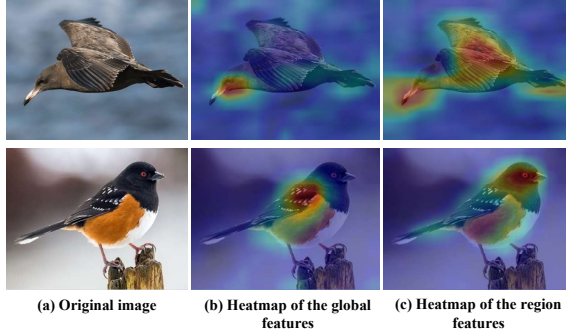 (a) Original image
(b) Heatmap of the global
features
(c) Heatmap of the region
features